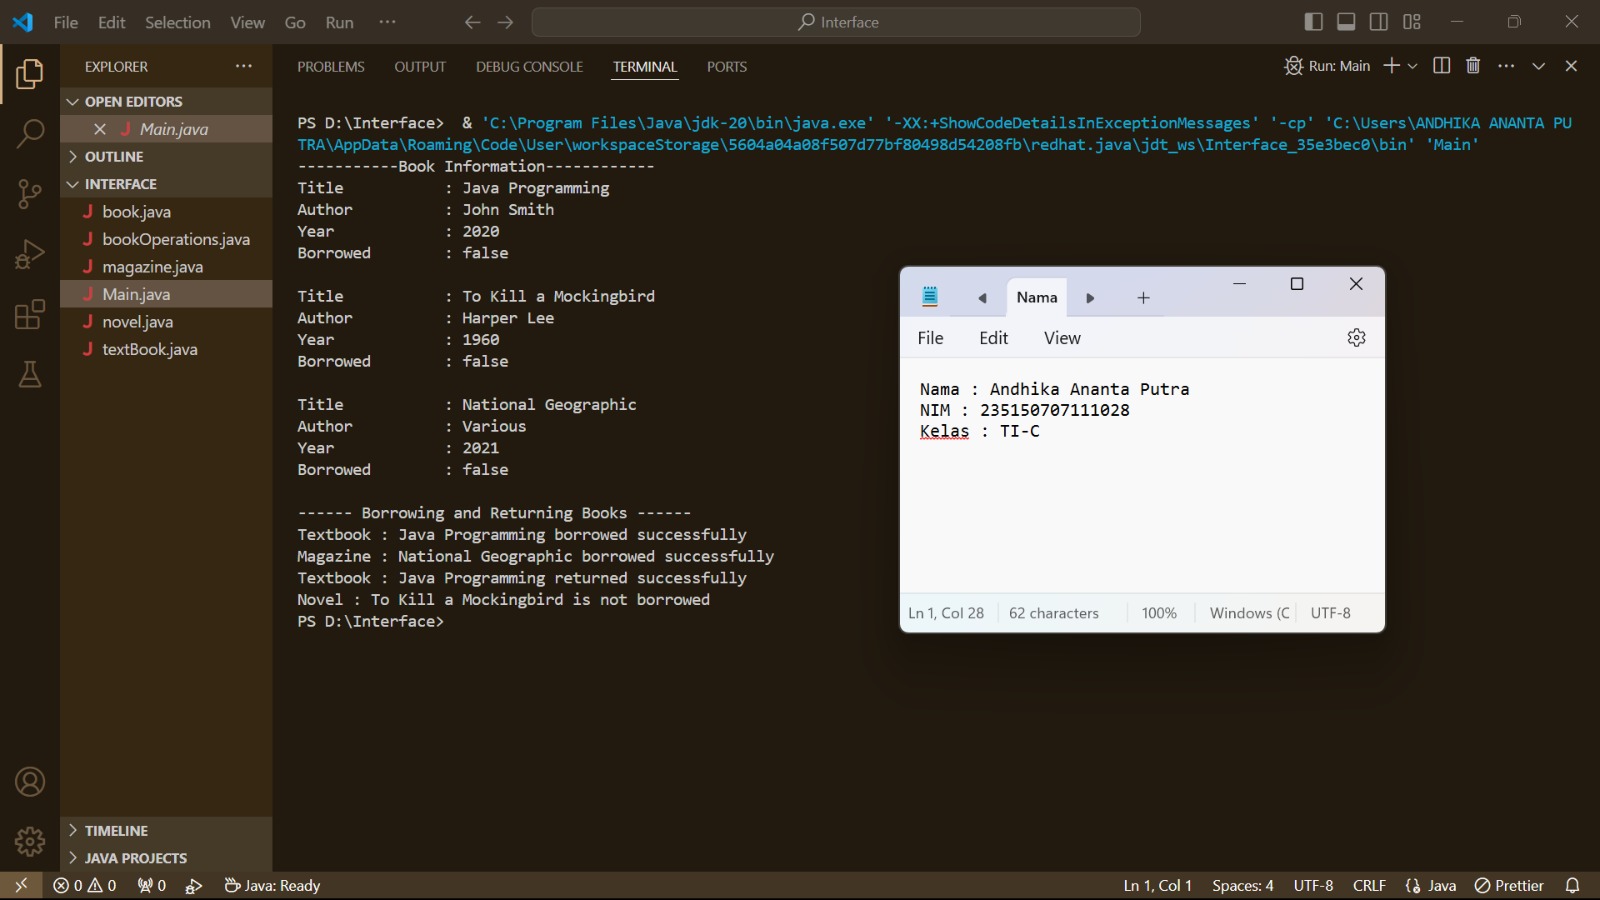 File Edit Selection View Go Run ···
Interface
EXPLORER ···
OPEN EDITORS
Main.java
OUTLINE
INTERFACE
book.java
bookOperations.java
magazine.java
Main.java
novel.java
textBook.java
TIMELINE
JAVA PROJECTS
PROBLEMS OUTPUT DEBUG CONSOLE TERMINAL PORTS
Run: Main
PS D:\Interface>  & 'C:\Program Files\Java\jdk-20\bin\java.exe' '-XX:+ShowCodeDetailsInExceptionMessages' '-cp' 'C:\Users\ANDHIKA ANANTA PU
TRA\AppData\Roaming\Code\User\workspaceStorage\5604a04a08f507d77bf80498d54208fb\redhat.java\jdt_ws\Interface_35e3bec0\bin' 'Main'
-----------Book Information------------
Title : Java Programming
Author : John Smith
Year : 2020
Borrowed : false
Title : To Kill a Mockingbird
Author : Harper Lee
Year : 1960
Borrowed : false
Title : National Geographic
Author : Various
Year : 2021
Borrowed : false
------ Borrowing and Returning Books ------
Textbook : Java Programming borrowed successfully
Magazine : National Geographic borrowed successfully
Textbook : Java Programming returned successfully
Novel : To Kill a Mockingbird is not borrowed
PS D:\Interface>
Nama
File Edit View
Nama : Andhika Ananta Putra
NIM : 235150707111028
Kelas : TI-C
Ln 1, Col 28 62 characters 100% Windows (C UTF-8
0 0 0 Java: Ready Ln 1, Col 1 Spaces: 4 UTF-8 CRLF Java Prettier